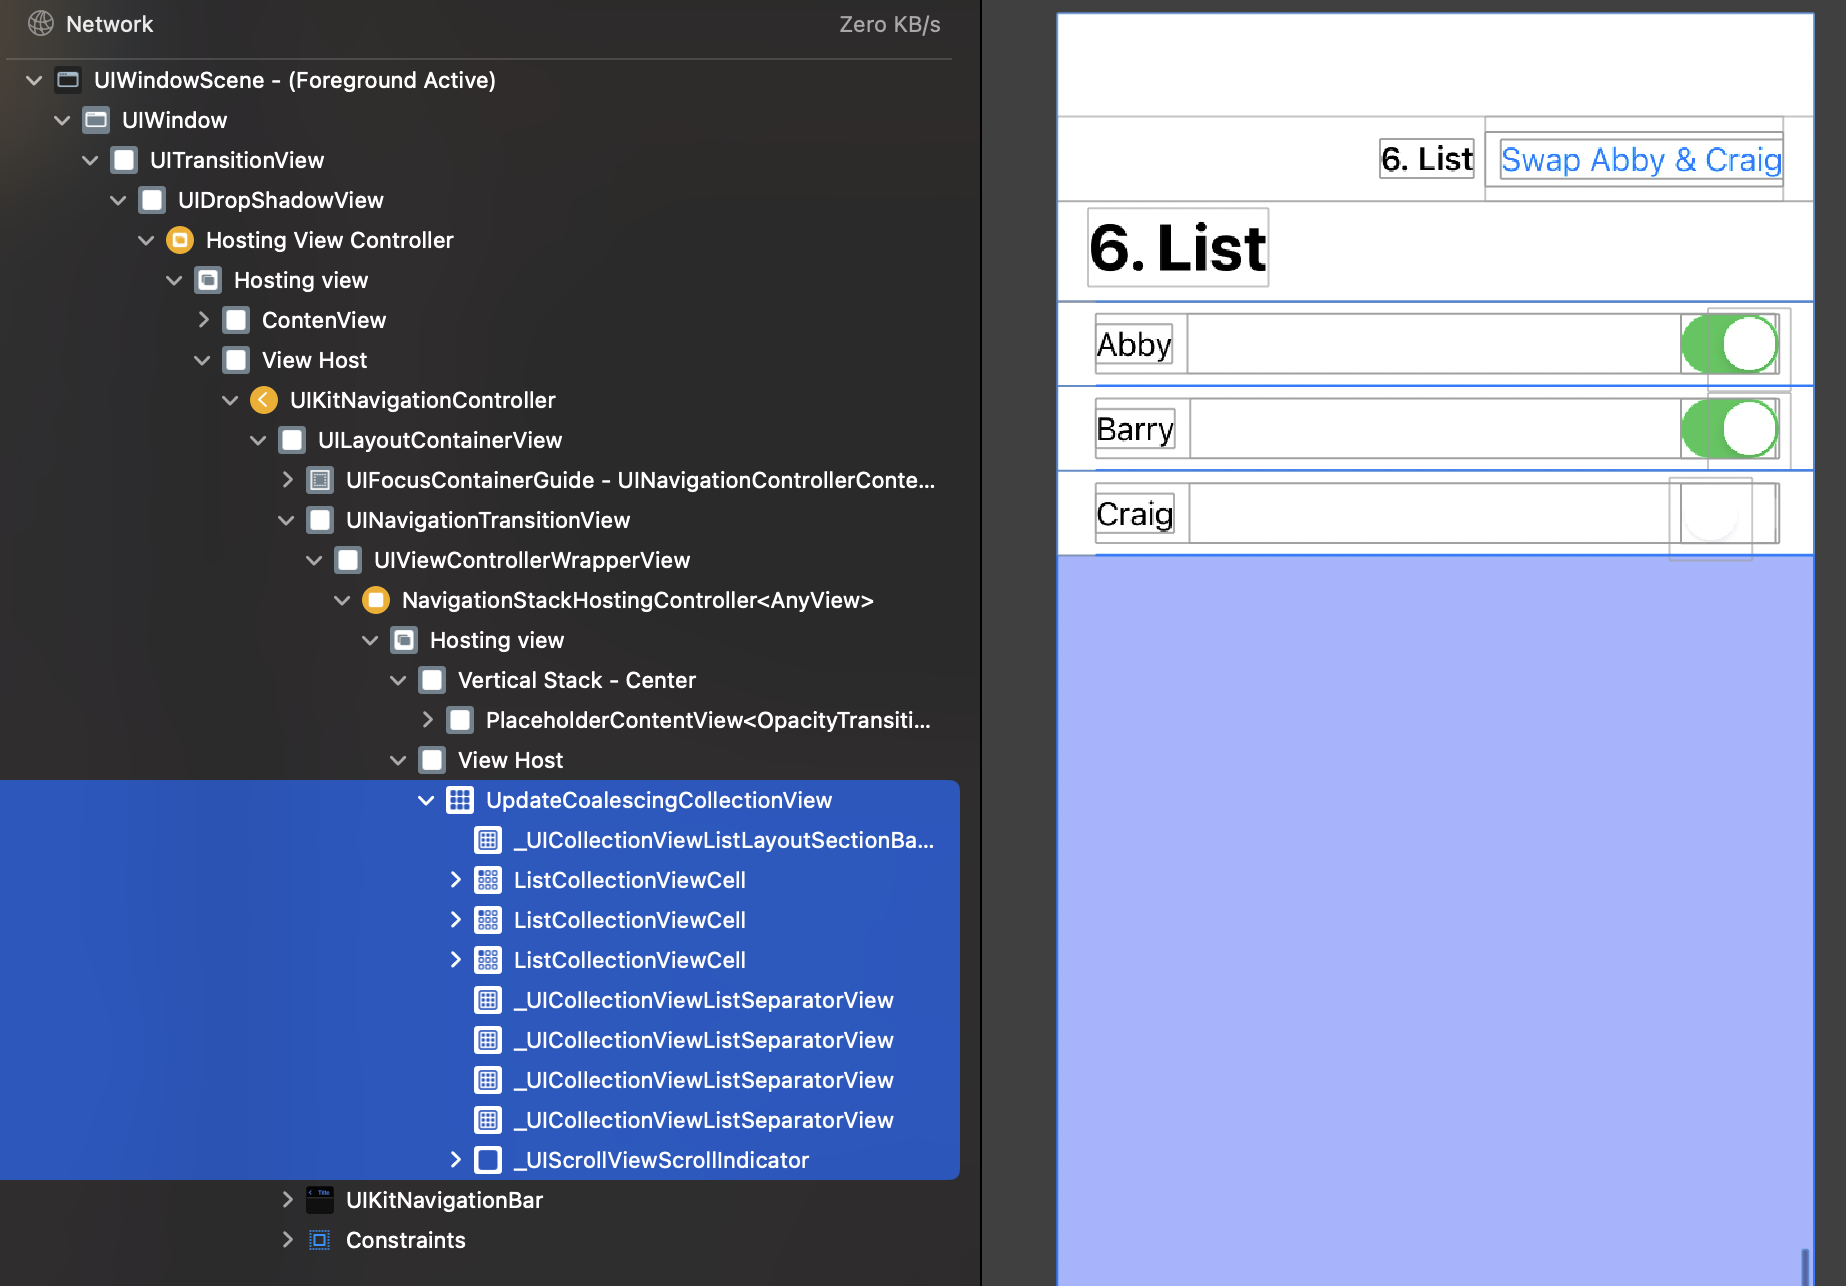 Network
Zero KB/s
UIWindowScene - (Foreground Active)
UIWindow
UITransitionView
UIDropShadowView
Hosting View Controller
Hosting view
ContenView
View Host
UIKitNavigationController
UILayoutContainerView
UIFocusContainerGuide - UINavigationControllerConte...
UINavigationTransitionView
UIViewControllerWrapperView
NavigationStackHostingController<AnyView>
Hosting view
Vertical Stack - Center
PlaceholderContentView<OpacityTransiti...
View Host
UpdateCoalescingCollectionView
_UICollectionViewListLayoutSectionBa...
ListCollectionViewCell
ListCollectionViewCell
ListCollectionViewCell
_UICollectionViewListSeparatorView
_UICollectionViewListSeparatorView
_UICollectionViewListSeparatorView
_UICollectionViewListSeparatorView
_UIScrollViewScrollIndicator
Title
UIKitNavigationBar
Constraints
6. List
Swap Abby & Craig
6. List
Abby
Barry
Craig